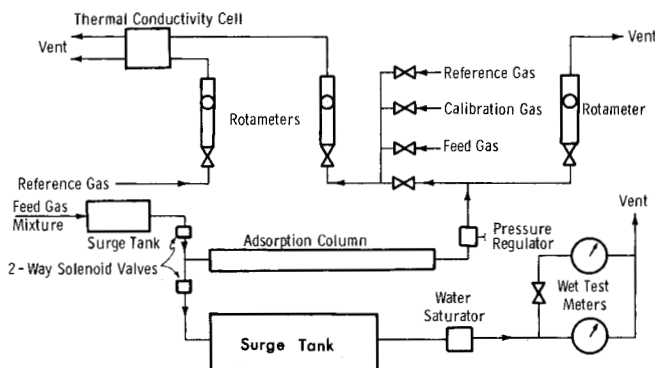 Thermal Conductivity Cell
Vent
Vent
Reference Gas
Calibration Gas
Rotameters
Rotameter
Feed Gas
Reference Gas
Feed Gas
Mixture
Surge Tank
Adsorption Column
Pressure
Regulator
Vent
2-Way Solenoid Valves
Water
Saturator
Wet Test
Meters
Surge Tank